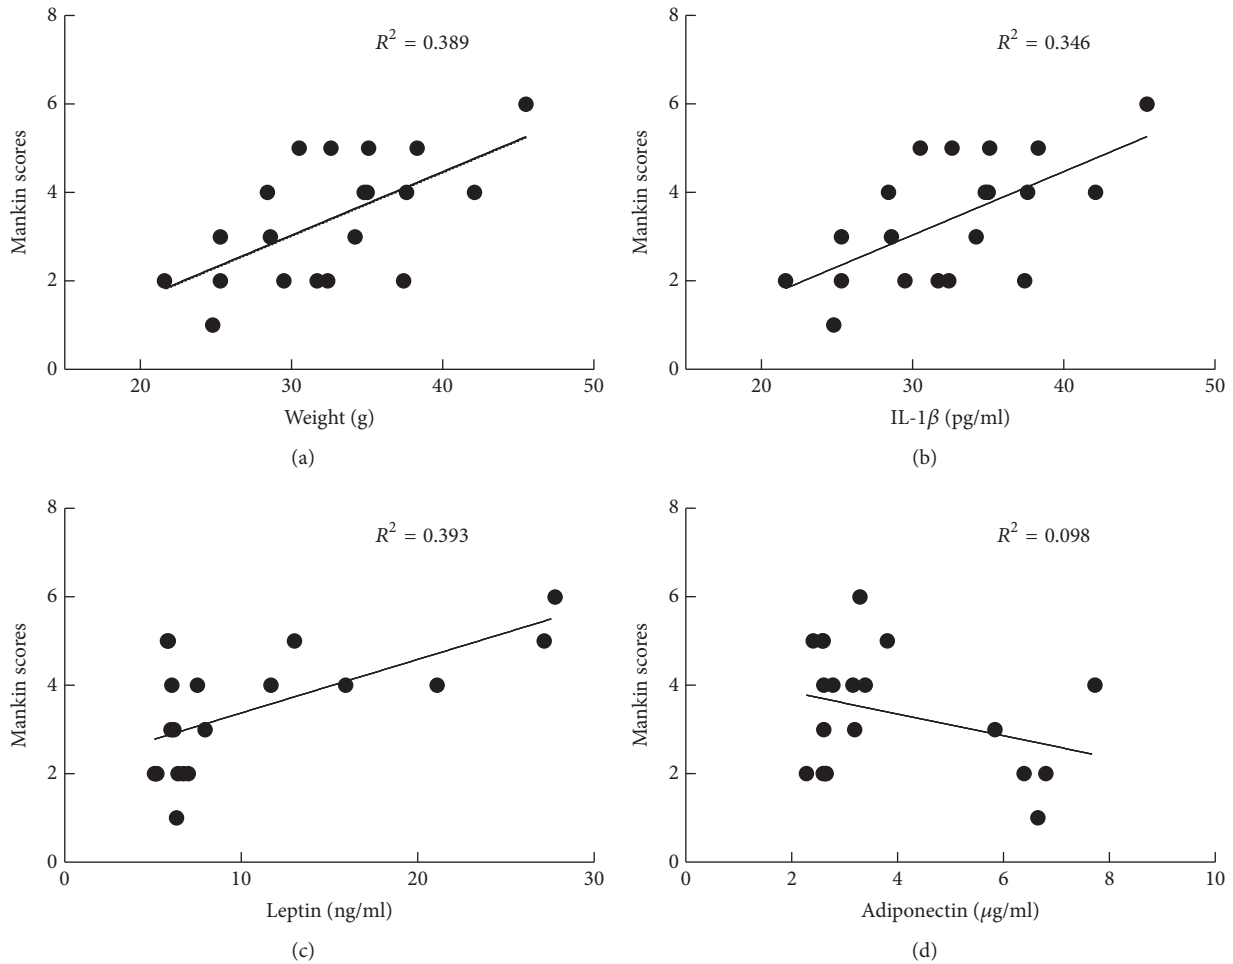 8
6
4
2
0
Mankin scores
R² = 0.389
20 30 40 50
Weight (g)
(a)
8
6
4
2
0
Mankin scores
R² = 0.346
20 30 40 50
IL-1β (pg/ml)
(b)
8
6
4
2
0
Mankin scores
R² = 0.393
0 10 20 30
Leptin (ng/ml)
(c)
8
6
4
2
0
Mankin scores
R² = 0.098
0 2 4 6 8 10
Adiponectin (μg/ml)
(d)